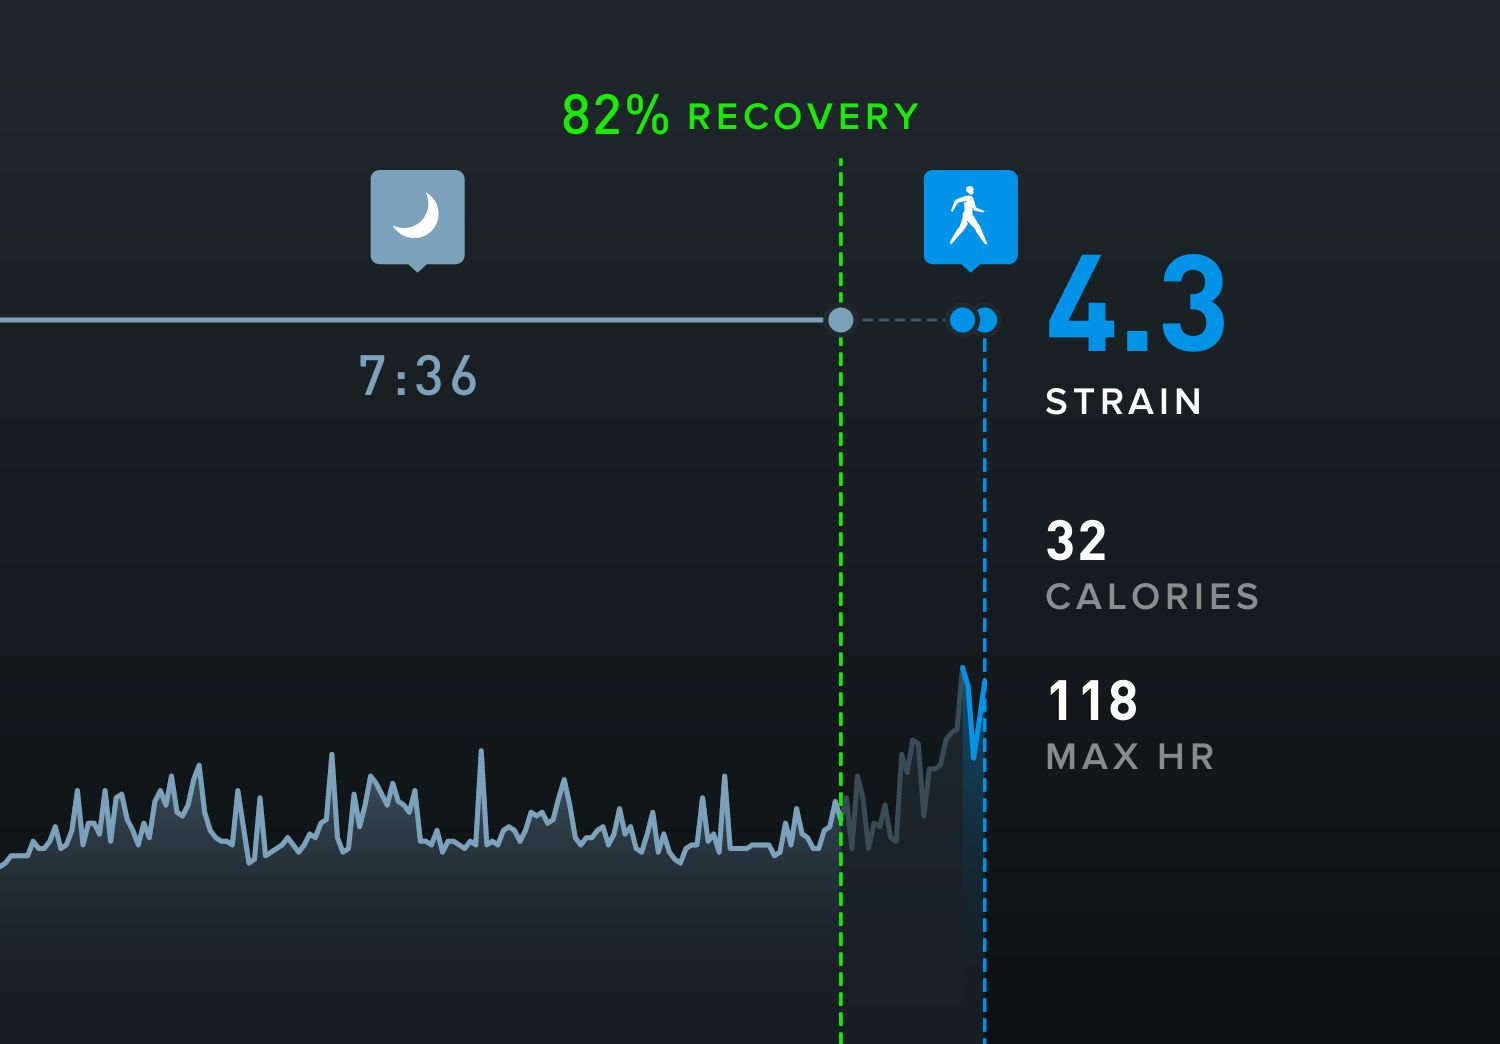 82% RECOVERY
7:36
4.3
STRAIN
32
CALORIES
118
MAX HR